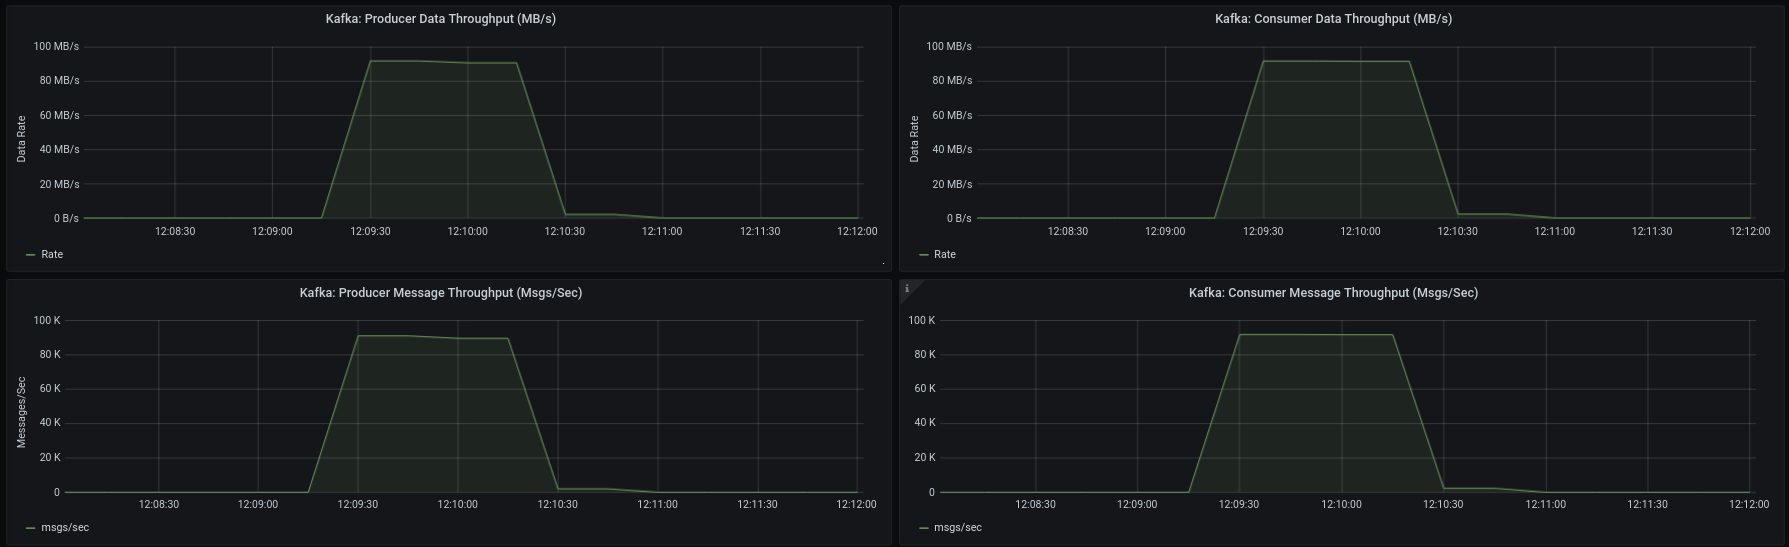 Kafka: Producer Data Throughput (MB/s)
100 MB/s
80 MB/s
60 MB/s
40 MB/s
20 MB/s
0 B/s
Data Rate
12:08:30 12:09:00 12:09:30 12:10:00 12:10:30 12:11:00 12:11:30 12:12:00
Rate
Kafka: Consumer Data Throughput (MB/s)
100 MB/s
80 MB/s
60 MB/s
40 MB/s
20 MB/s
0 B/s
Data Rate
12:08:30 12:09:00 12:09:30 12:10:00 12:10:30 12:11:00 12:11:30 12:12:00
Rate
Kafka: Producer Message Throughput (Msgs/Sec)
100 K
80 K
60 K
40 K
20 K
0
Messages/Sec
12:08:30 12:09:00 12:09:30 12:10:00 12:10:30 12:11:00 12:11:30 12:12:00
msgs/sec
i
Kafka: Consumer Message Throughput (Msgs/Sec)
100 K
80 K
60 K
40 K
20 K
0
12:08:30 12:09:00 12:09:30 12:10:00 12:10:30 12:11:00 12:11:30 12:12:00
msgs/sec